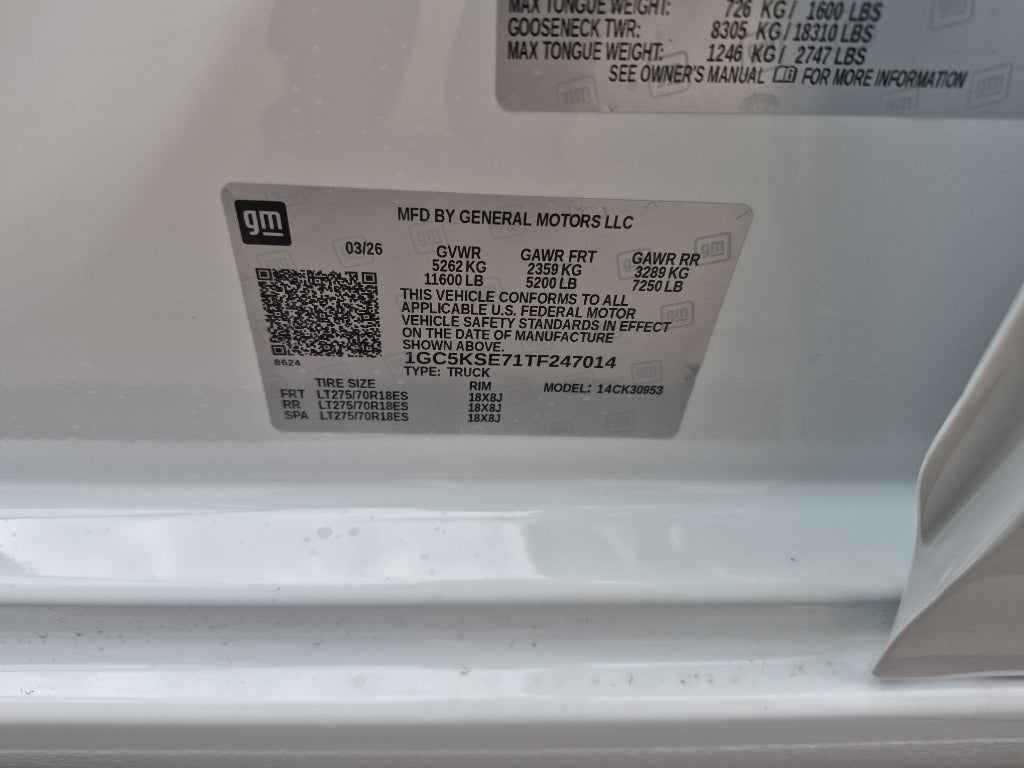 MAX TONGUE WEIGHT: 726 KG / 1600 LBS
GOOSENECK TWR: 8305 KG / 18310 LBS
MAX TONGUE WEIGHT: 1246 KG / 2747 LBS
SEE OWNER'S MANUAL FOR MORE INFORMATION
gm
MFD BY GENERAL MOTORS LLC
03/26 GVWR GAWR FRT GAWR RR
5262 KG 2359 KG 3289 KG
11600 LB 5200 LB 7250 LB
THIS VEHICLE CONFORMS TO ALL
APPLICABLE U.S. FEDERAL MOTOR
VEHICLE SAFETY STANDARDS IN EFFECT
ON THE DATE OF MANUFACTURE
SHOWN ABOVE.
8624
1GC5KSE71TF247014
TYPE: TRUCK
TIRE SIZE RIM MODEL: 14CK30953
FRT LT275/70R18ES 18X8J
RR LT275/70R18ES 18X8J
SPA LT275/70R18ES 18X8J